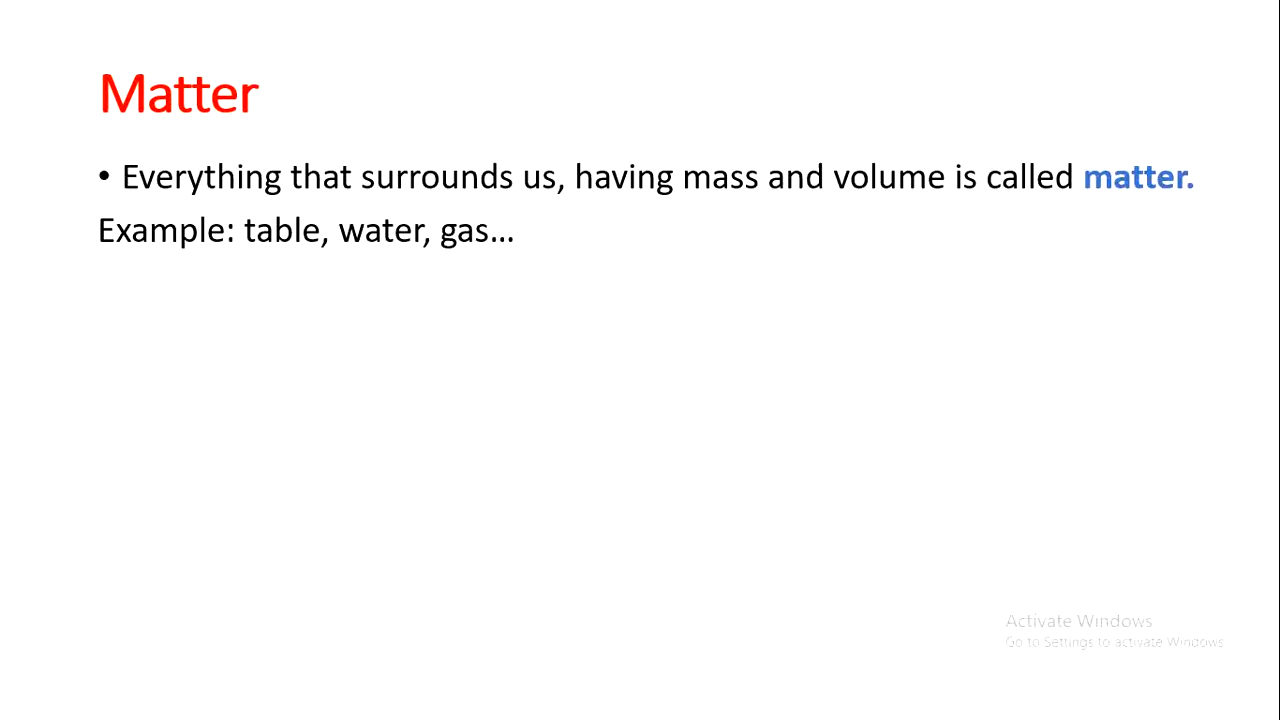 Matter
• Everything that surrounds us, having mass and volume is called matter.
Example: table, water, gas...
Activate Windows
Go to Settings to activate Windows